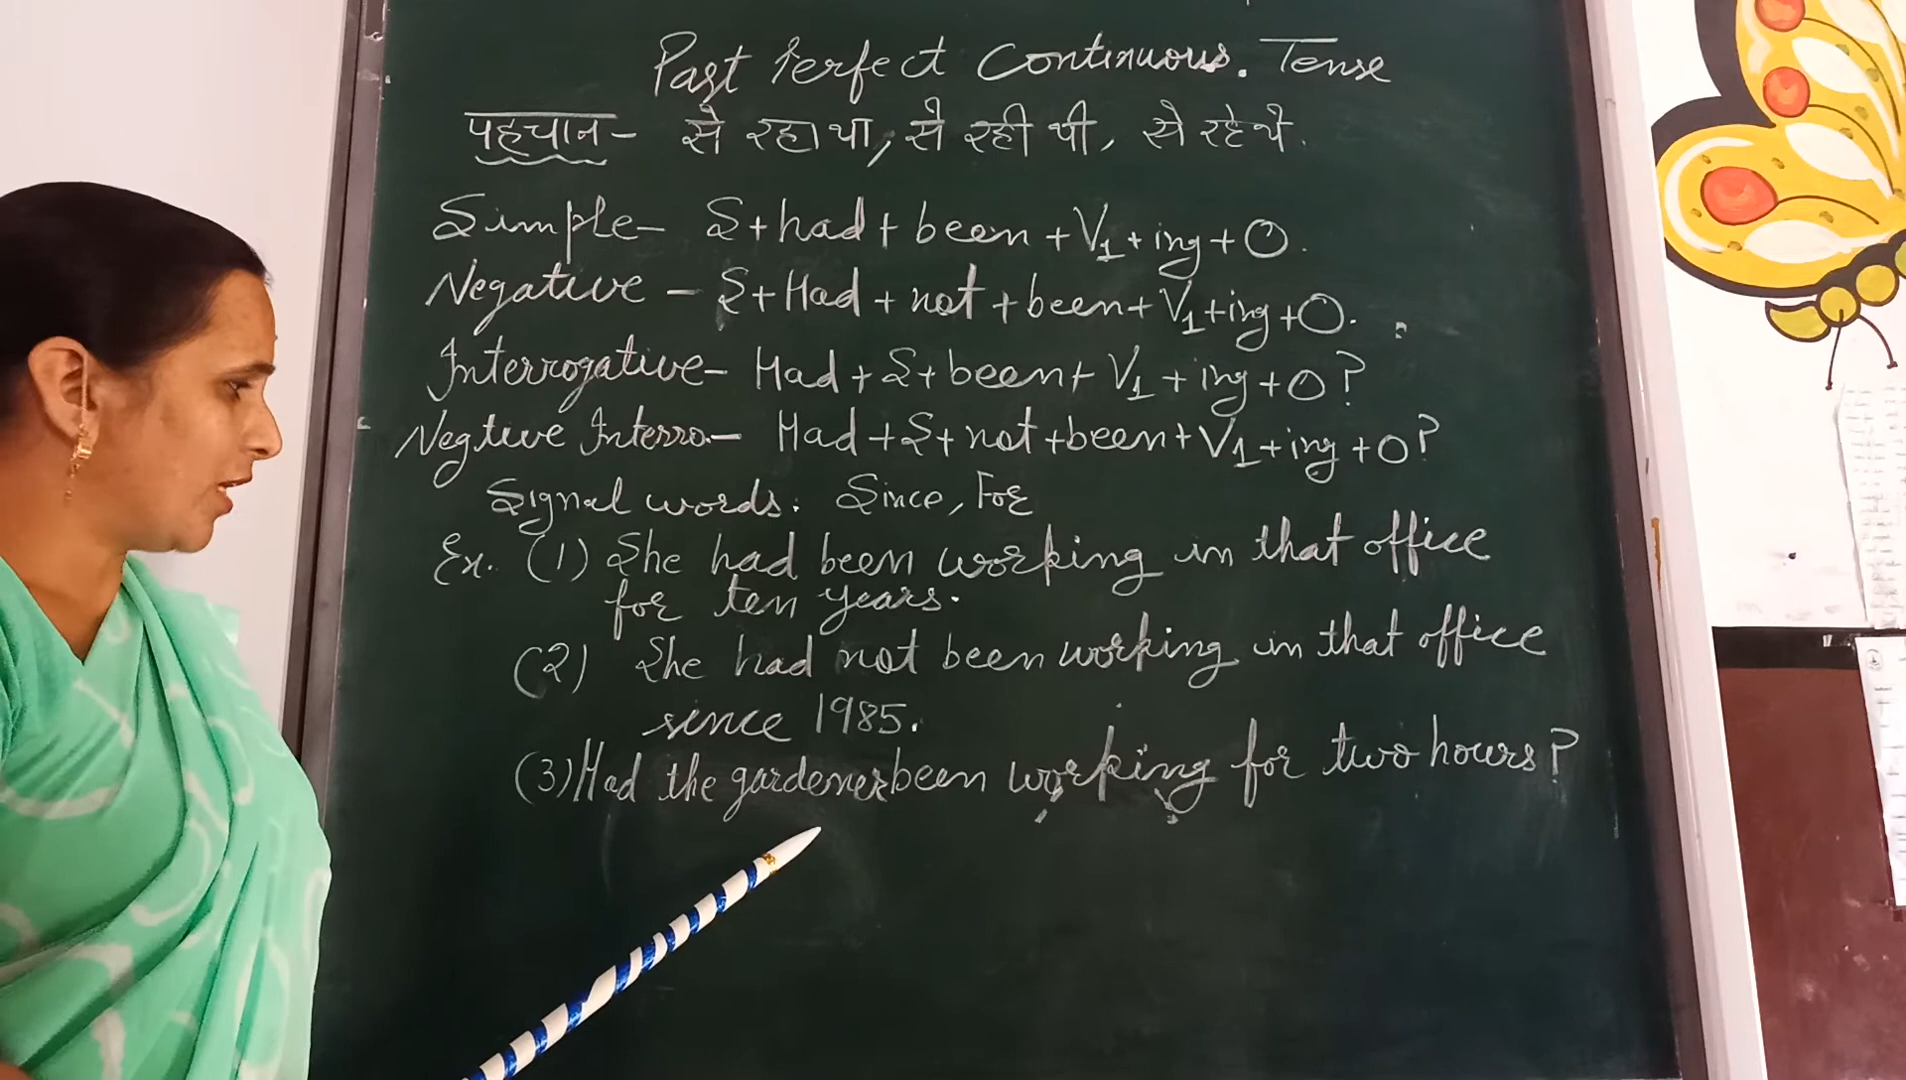 Past Perfect Continuous. Tense
पहचान - से रहा था, से रही थी, से रहे थे.
Simple- S+had+been+V1+ing+O.
Negative - S+Had+not+been+V1+ing+O.
Interrogative- Had+S+been+V1+ing+O?
Negtive Interro.- Had+S+not+been+V1+ing+O?
Signal words: Since, For
Ex. (1) She had been working in that office
for ten years.
(2) She had not been working in that office
since 1985.
(3) Had the gardener been working for two hours?